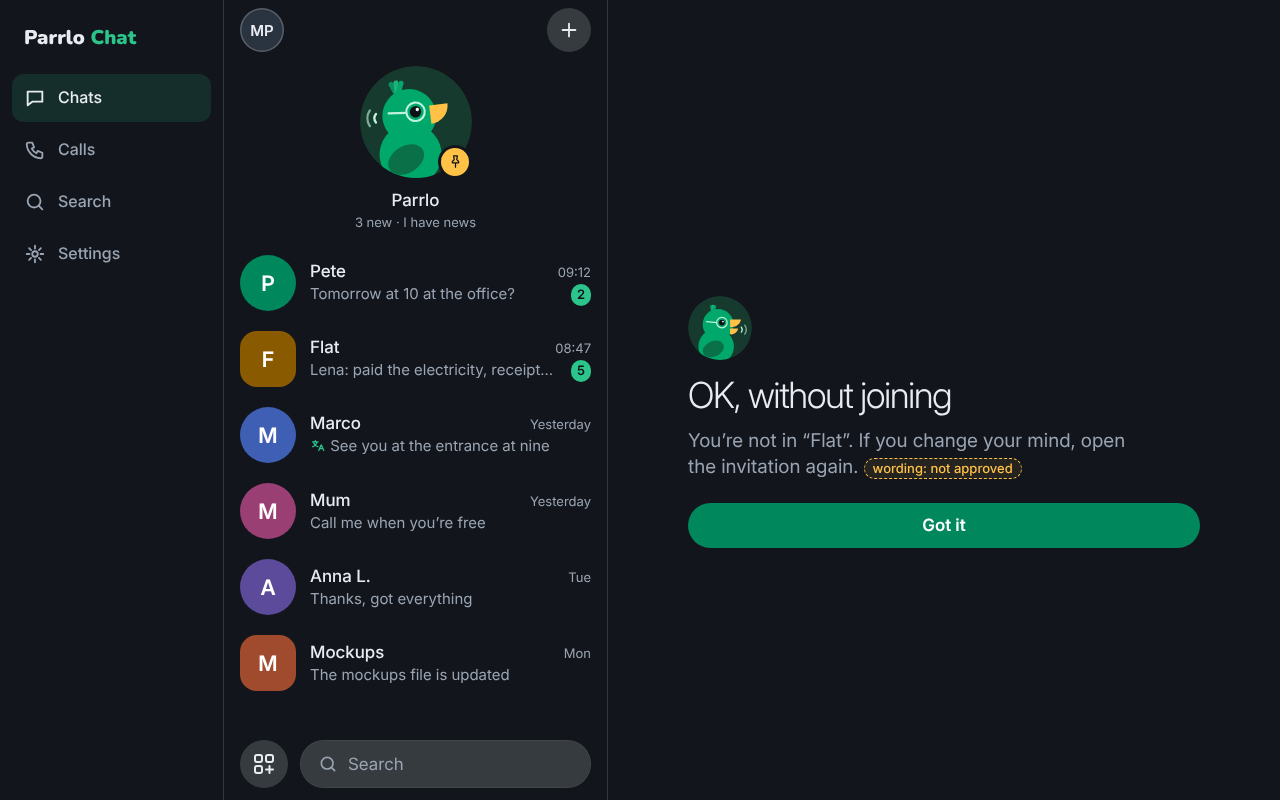 Parrlo Chat
Chats
Calls
Search
Settings
MP
Parrlo
3 new · I have news
P
Pete
09:12
Tomorrow at 10 at the office?
2
F
Flat
08:47
Lena: paid the electricity, receipt…
5
M
Marco
Yesterday
See you at the entrance at nine
M
Mum
Yesterday
Call me when you’re free
A
Anna L.
Tue
Thanks, got everything
M
Mockups
Mon
The mockups file is updated
Search
OK, without joining
You’re not in “Flat”. If you change your mind, open
the invitation again. wording: not approved
Got it